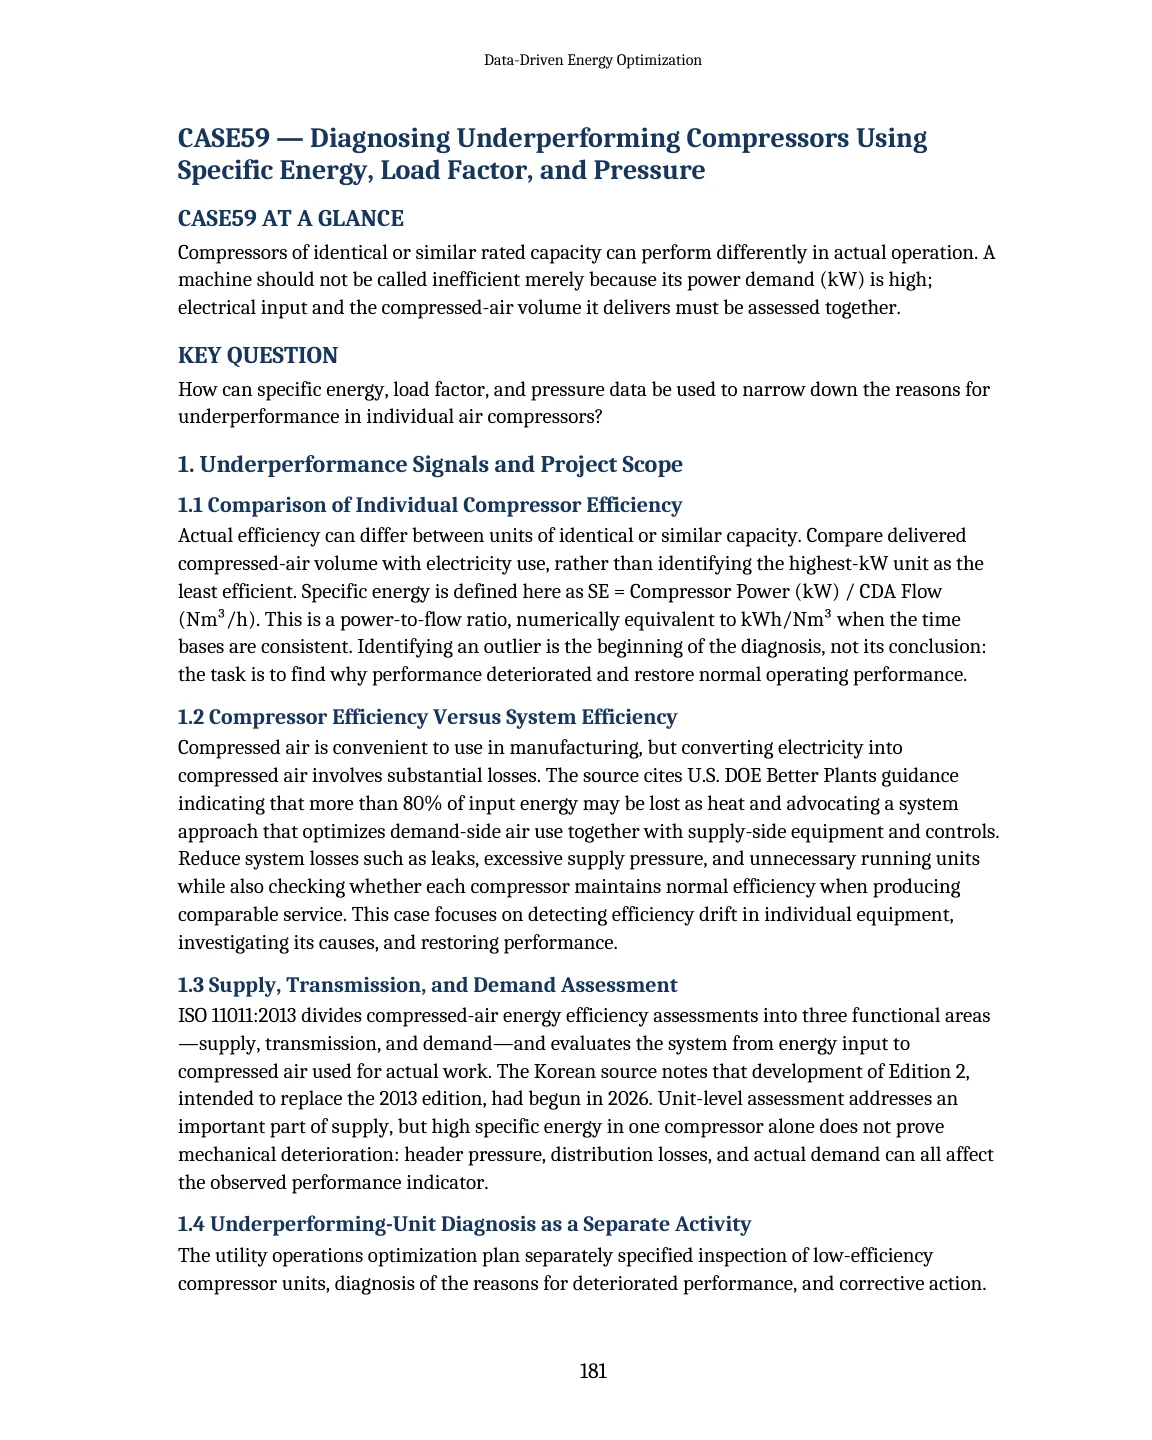 Data-Driven Energy Optimization
CASE59 — Diagnosing Underperforming Compressors Using
Specific Energy, Load Factor, and Pressure
CASE59 AT A GLANCE
Compressors of identical or similar rated capacity can perform differently in actual operation. A
machine should not be called inefficient merely because its power demand (kW) is high;
electrical input and the compressed-air volume it delivers must be assessed together.
KEY QUESTION
How can specific energy, load factor, and pressure data be used to narrow down the reasons for
underperformance in individual air compressors?
1. Underperformance Signals and Project Scope
1.1 Comparison of Individual Compressor Efficiency
Actual efficiency can differ between units of identical or similar capacity. Compare delivered
compressed-air volume with electricity use, rather than identifying the highest-kW unit as the
least efficient. Specific energy is defined here as SE = Compressor Power (kW) / CDA Flow
(Nm³/h). This is a power-to-flow ratio, numerically equivalent to kWh/Nm³ when the time
bases are consistent. Identifying an outlier is the beginning of the diagnosis, not its conclusion:
the task is to find why performance deteriorated and restore normal operating performance.
1.2 Compressor Efficiency Versus System Efficiency
Compressed air is convenient to use in manufacturing, but converting electricity into
compressed air involves substantial losses. The source cites U.S. DOE Better Plants guidance
indicating that more than 80% of input energy may be lost as heat and advocating a system
approach that optimizes demand-side air use together with supply-side equipment and controls.
Reduce system losses such as leaks, excessive supply pressure, and unnecessary running units
while also checking whether each compressor maintains normal efficiency when producing
comparable service. This case focuses on detecting efficiency drift in individual equipment,
investigating its causes, and restoring performance.
1.3 Supply, Transmission, and Demand Assessment
ISO 11011:2013 divides compressed-air energy efficiency assessments into three functional areas
—supply, transmission, and demand—and evaluates the system from energy input to
compressed air used for actual work. The Korean source notes that development of Edition 2,
intended to replace the 2013 edition, had begun in 2026. Unit-level assessment addresses an
important part of supply, but high specific energy in one compressor alone does not prove
mechanical deterioration: header pressure, distribution losses, and actual demand can all affect
the observed performance indicator.
1.4 Underperforming-Unit Diagnosis as a Separate Activity
The utility operations optimization plan separately specified inspection of low-efficiency
compressor units, diagnosis of the reasons for deteriorated performance, and corrective action.
181